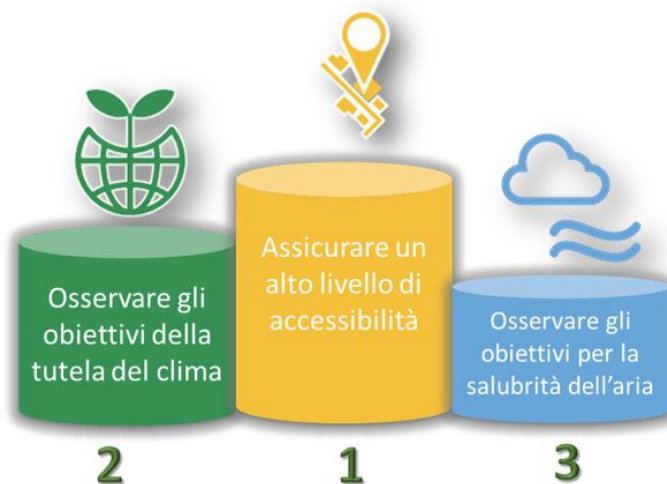 Osservare gli
obiettivi della
tutela del clima
Assicurare un
alto livello di
accessibilità
Osservare gli
obiettivi per la
salubrità dell’aria
2
1
3